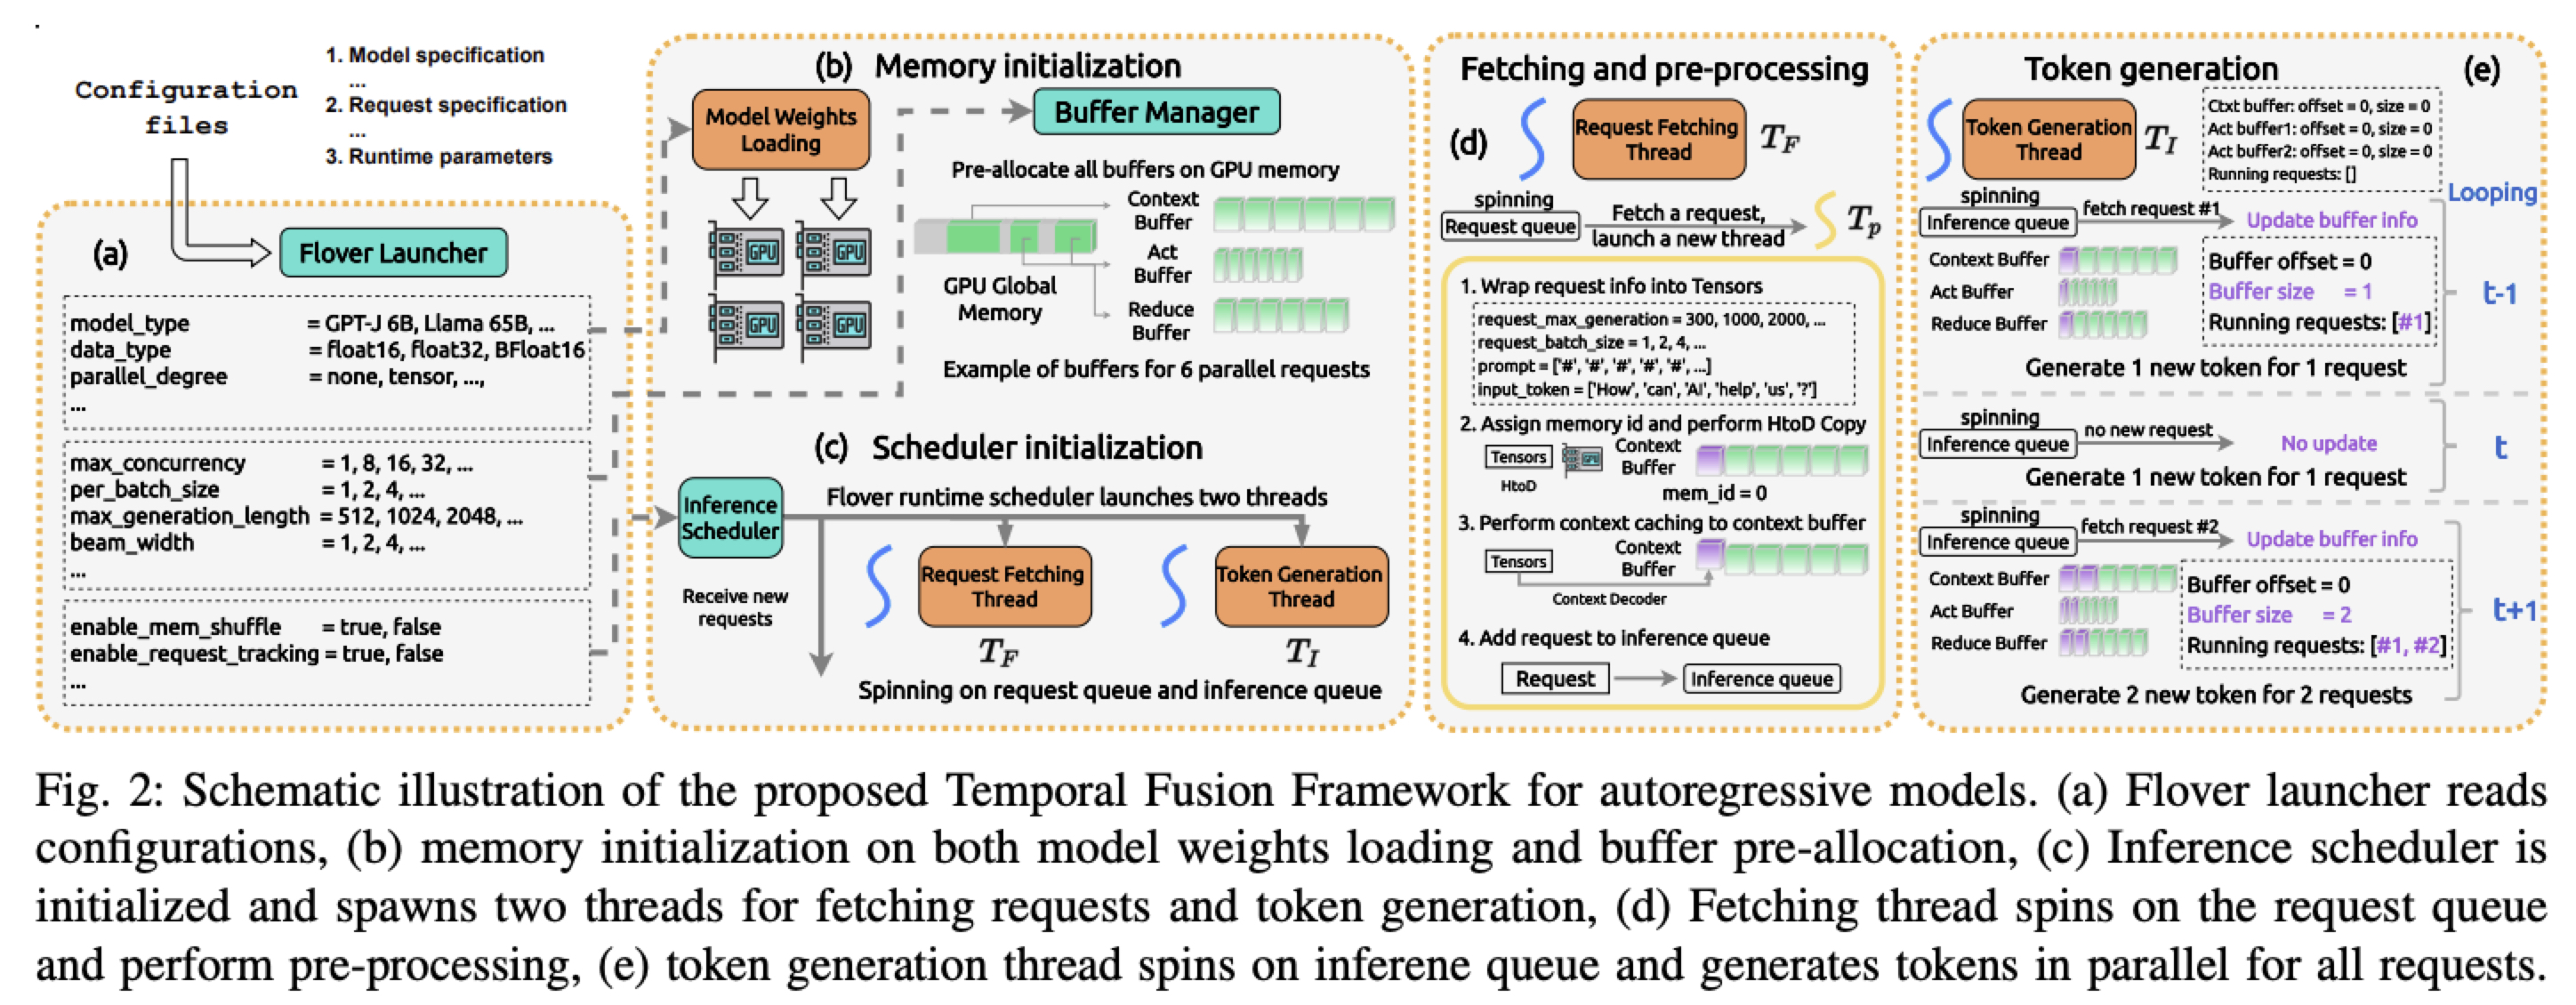 Configuration
files
1. Model specification
...
2. Request specification
...
3. Runtime parameters
(a)
Flover Launcher
model_type = GPT-J 6B, Llama 65B, ...
data_type = float16, float32, BFloat16
parallel_degree = none, tensor, ...,
...
max_concurrency = 1, 8, 16, 32, ...
per_batch_size = 1, 2, 4, ...
max_generation_length = 512, 1024, 2048, ...
beam_width = 1, 2, 4, ...
...
enable_mem_shuffle = true, false
enable_request_tracking = true, false
...
(b) Memory initialization
Model Weights
Loading
GPU GPU
GPU GPU
Buffer Manager
Pre-allocate all buffers on GPU memory
Context
Buffer
Act
Buffer
Reduce
Buffer
GPU Global
Memory
Example of buffers for 6 parallel requests
(c) Scheduler initialization
Inference
Scheduler
Flover runtime scheduler launches two threads
Receive new
requests
Request Fetching
Thread
T_F
Token Generation
Thread
T_I
Spinning on request queue and inference queue
Fetching and pre-processing
(d)
Request Fetching
Thread
T_F
spinning
Request queue
Fetch a request,
launch a new thread
T_p
1. Wrap request info into Tensors
request_max_generation = 300, 1000, 2000, ...
request_batch_size = 1, 2, 4, ...
prompt = ['#', '#', '#', '#', '#', ...]
input_token = ['How', 'can', 'AI', 'help', 'us', '?']
2. Assign memory id and perform HtoD Copy
Tensors
GPU
HtoD
Context
Buffer
mem_id = 0
3. Perform context caching to context buffer
Tensors
Context
Buffer
Context Decoder
4. Add request to inference queue
Request
Inference queue
Token generation
(e)
Token Generation
Thread
T_I
Ctxt buffer: offset = 0, size = 0
Act buffer1: offset = 0, size = 0
Act buffer2: offset = 0, size = 0
Running requests: []
Looping
spinning
Inference queue
fetch request #1
Update buffer info
Context Buffer
Act Buffer
Reduce Buffer
Buffer offset = 0
Buffer size = 1
Running requests: [#1]
t-1
Generate 1 new token for 1 request
spinning
Inference queue
no new request
No update
t
Generate 1 new token for 1 request
spinning
Inference queue
fetch request #2
Update buffer info
Context Buffer
Act Buffer
Reduce Buffer
Buffer offset = 0
Buffer size = 2
Running requests: [#1, #2]
t+1
Generate 2 new token for 2 requests
Fig. 2: Schematic illustration of the proposed Temporal Fusion Framework for autoregressive models. (a) Flover launcher reads
configurations, (b) memory initialization on both model weights loading and buffer pre-allocation, (c) Inference scheduler is
initialized and spawns two threads for fetching requests and token generation, (d) Fetching thread spins on the request queue
and perform pre-processing, (e) token generation thread spins on inferene queue and generates tokens in parallel for all requests.